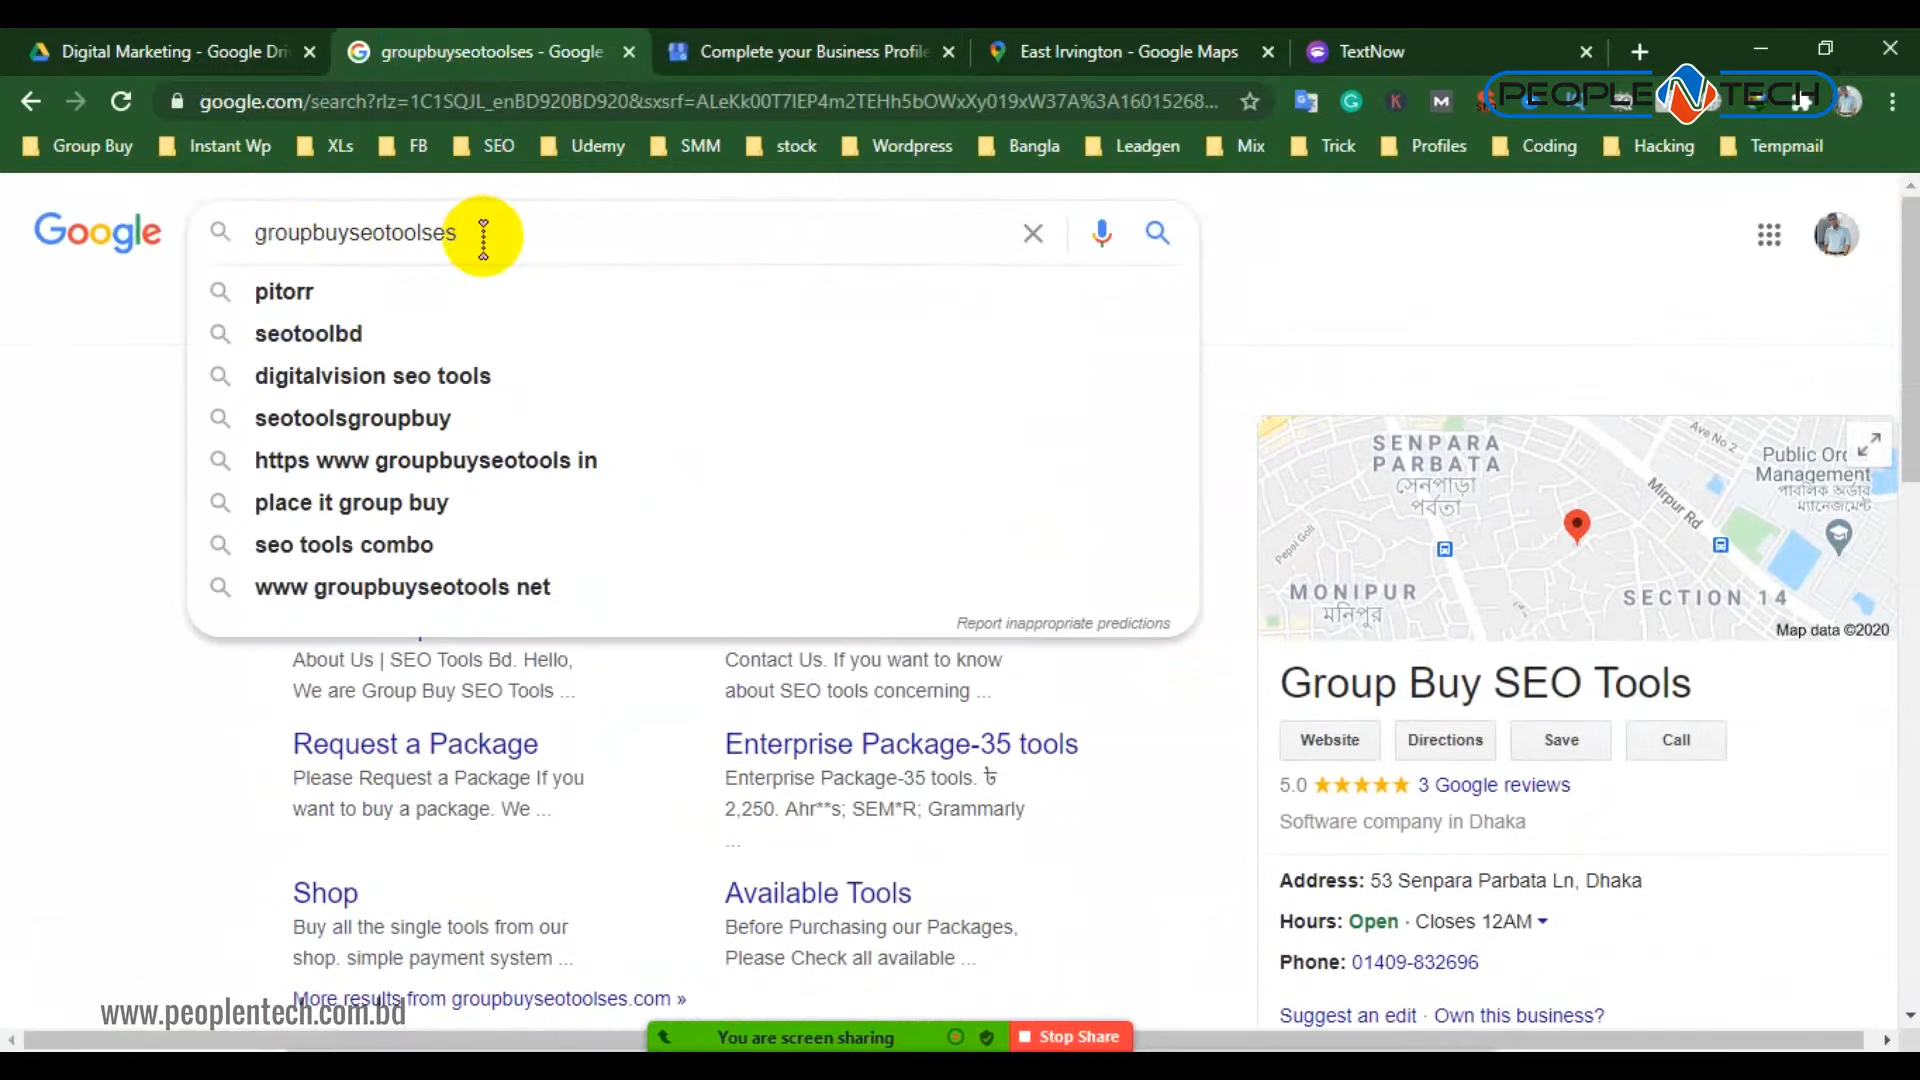 Digital Marketing - Google Dri
groupbuyseotoolses - Google
Complete your Business Profile
East Irvington - Google Maps
TextNow
google.com/search?rlz=1C1SQJL_enBD920BD920&sxsrf=ALeKk00T7IEP4m2TEHh5bOWxXy019xW37A%3A16015268...
PEOPLE N TECH
Group Buy
Instant Wp
XLs
FB
SEO
Udemy
SMM
stock
Wordpress
Bangla
Leadgen
Mix
Trick
Profiles
Coding
Hacking
Tempmail
Google
groupbuyseotoolses
pitorr
seotoolbd
digitalvision seo tools
seotoolsgroupbuy
https www groupbuyseotools in
place it group buy
seo tools combo
www groupbuyseotools net
Report inappropriate predictions
About Us | SEO Tools Bd. Hello,
We are Group Buy SEO Tools ...
Contact Us. If you want to know
about SEO tools concerning ...
Request a Package
Please Request a Package If you
want to buy a package. We ...
Enterprise Package-35 tools
Enterprise Package-35 tools. ৳
2,250. Ahr**s; SEM*R; Grammarly
...
Shop
Buy all the single tools from our
shop. simple payment system ...
Available Tools
Before Purchasing our Packages,
Please Check all available ...
More results from groupbuyseotoolses.com »
www.peoplentech.com.bd
You are screen sharing
Stop Share
SENPARA
PARBATA
সেনপাড়া
পর্বতা
Ave No 2
Public Or
Management
পাবলিক অর্ডার
ম্যানেজমেন্ট
Mirpur Rd
Pepal Goli
MONIPUR
মনিপুর
SECTION 14
Map data ©2020
Group Buy SEO Tools
Website
Directions
Save
Call
5.0
3 Google reviews
Software company in Dhaka
Address: 53 Senpara Parbata Ln, Dhaka
Hours: Open · Closes 12AM
Phone: 01409-832696
Suggest an edit · Own this business?